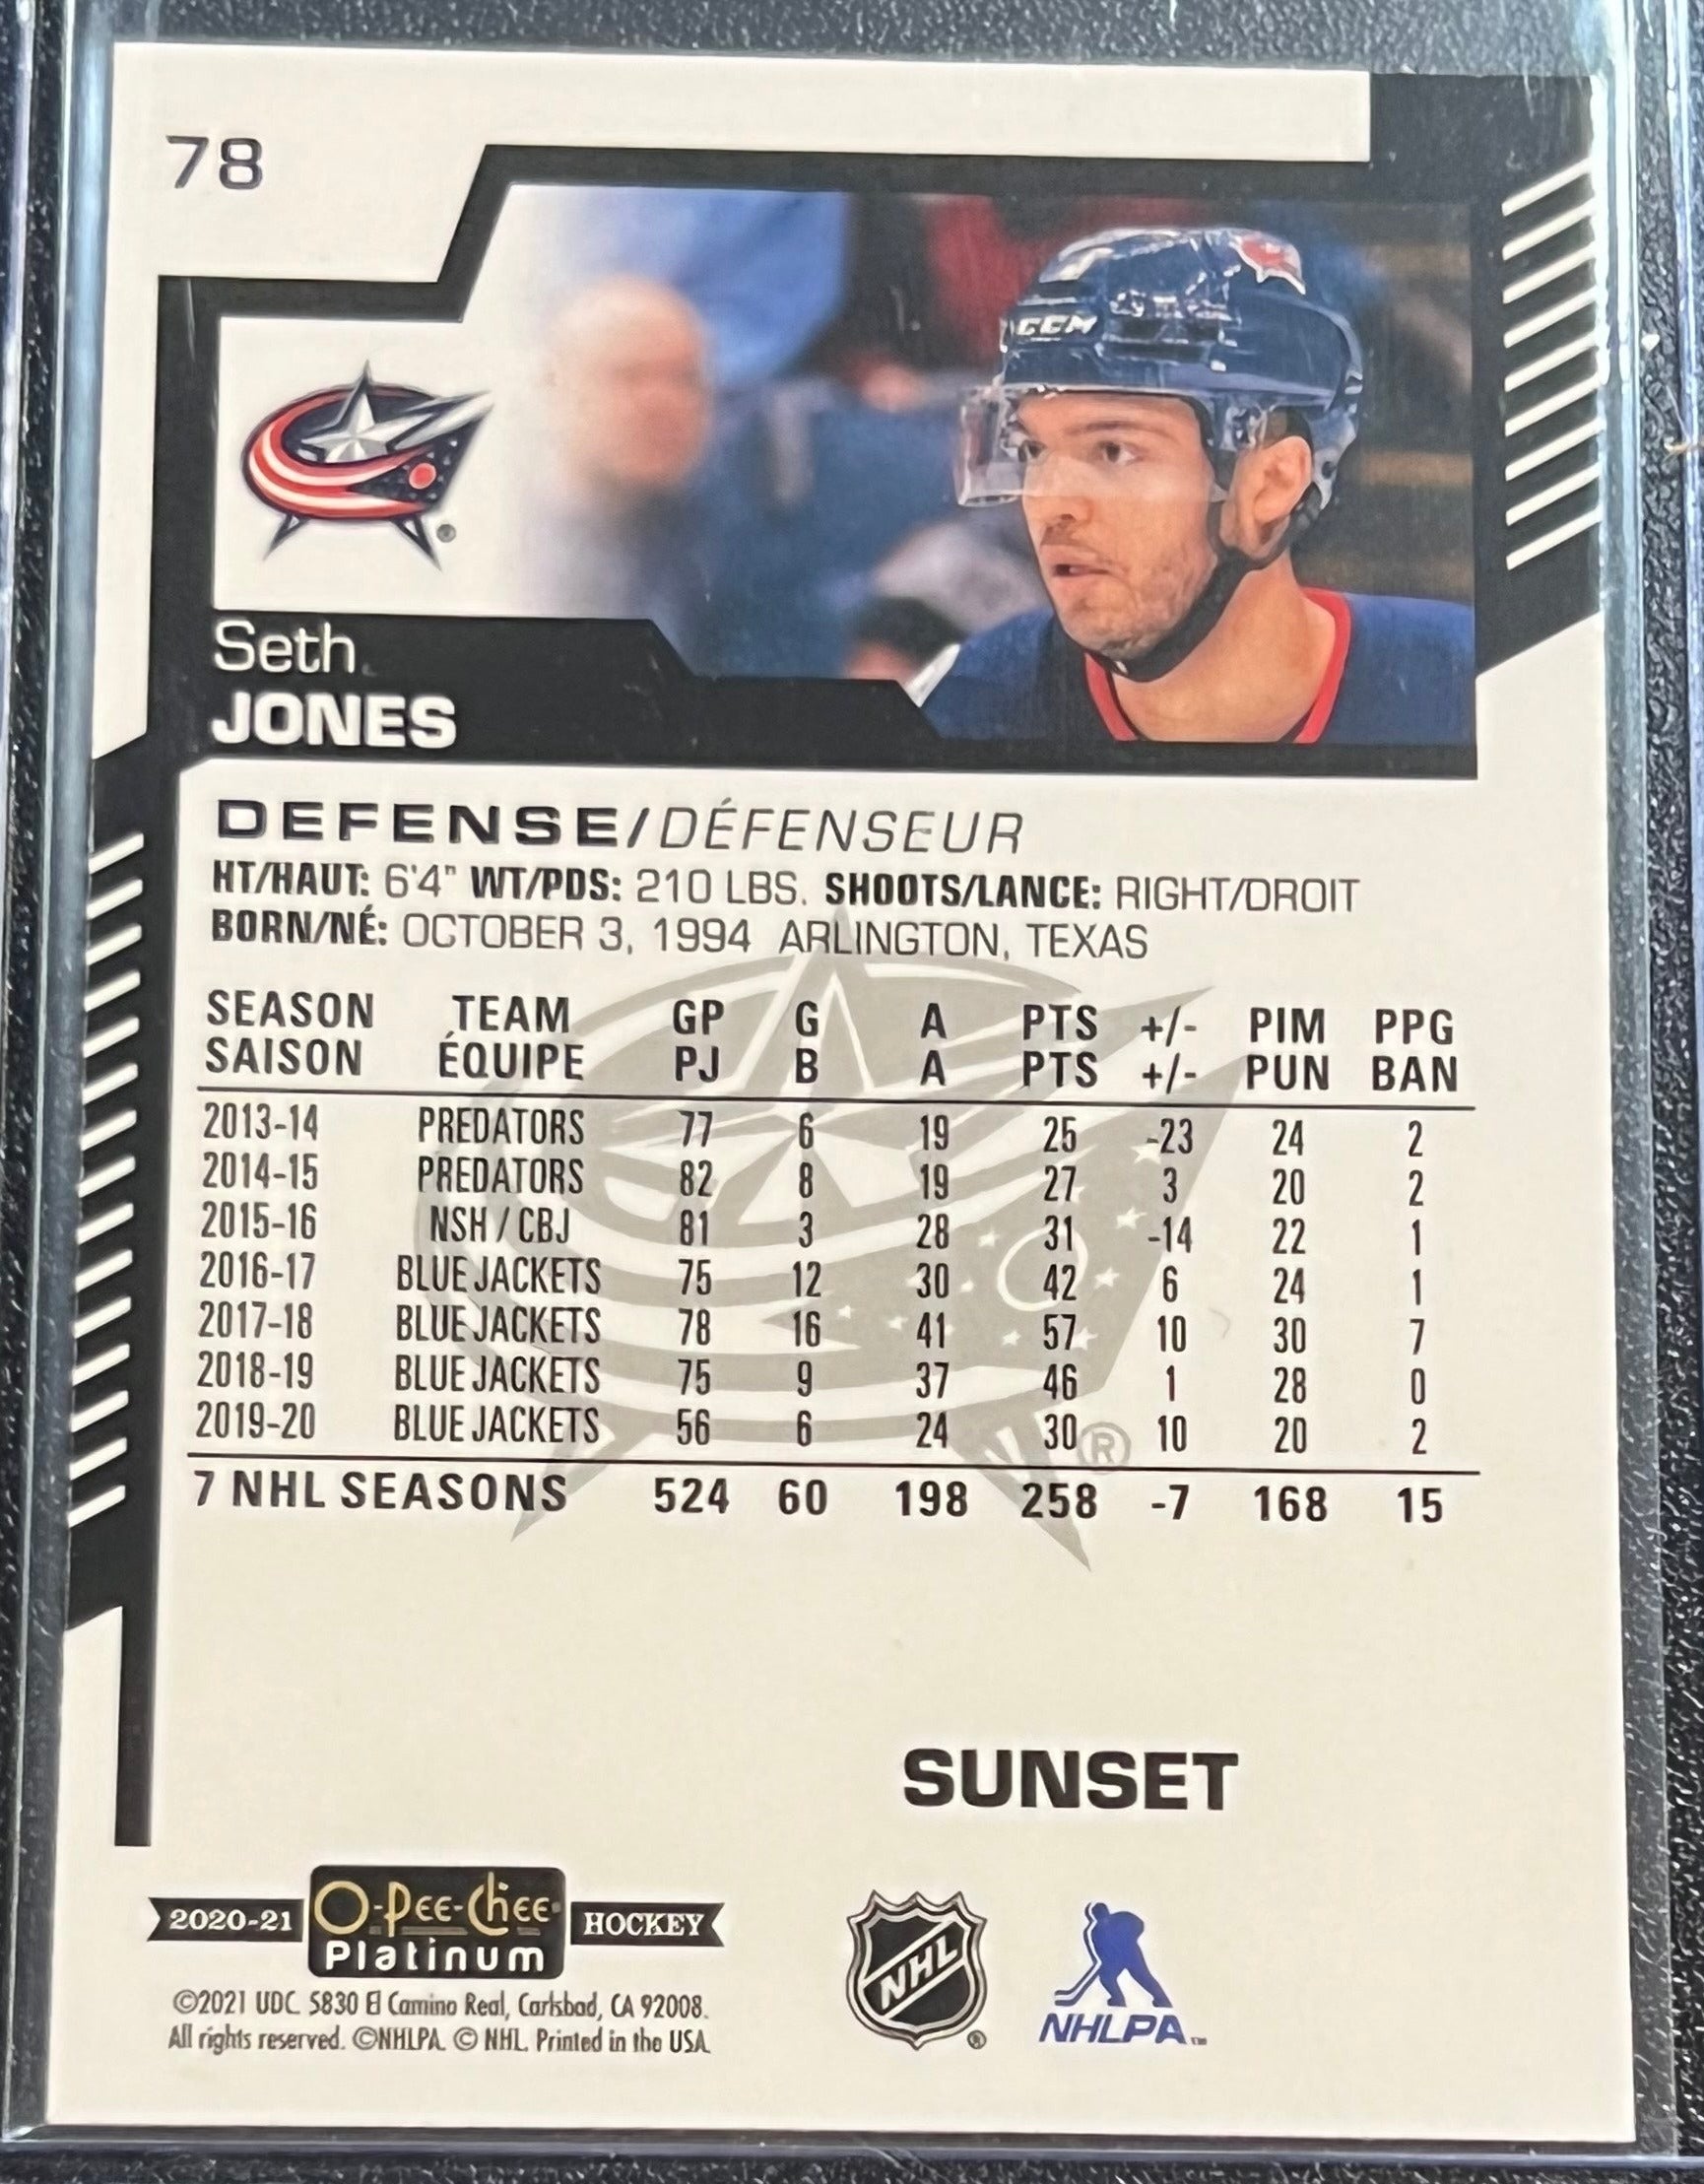 78
CCM
Seth
JONES
DEFENSE/DÉFENSEUR
HT/HAUT: 6'4" WT/PDS: 210 LBS. SHOOTS/LANCE: RIGHT/DROIT
BORN/NÉ: OCTOBER 3, 1994 ARLINGTON, TEXAS
SEASON TEAM GP G A PTS +/- PIM PPG
SAISON ÉQUIPE PJ B A PTS +/- PUN BAN
2013-14 PREDATORS 77 6 19 25 -23 24 2
2014-15 PREDATORS 82 8 19 27 3 20 2
2015-16 NSH / CBJ 81 3 28 31 -14 22 1
2016-17 BLUE JACKETS 75 12 30 42 6 24 1
2017-18 BLUE JACKETS 78 16 41 57 10 30 7
2018-19 BLUE JACKETS 75 9 37 46 1 28 0
2019-20 BLUE JACKETS 56 6 24 30 10 20 2
7 NHL SEASONS 524 60 198 258 -7 168 15
SUNSET
2020-21 O-Pee-Chee HOCKEY
Platinum
©2021 UDC. 5830 El Camino Real, Carlsbad, CA 92008.
All rights reserved. ©NHLPA. © NHL. Printed in the USA.
NHL ®
NHLPA™